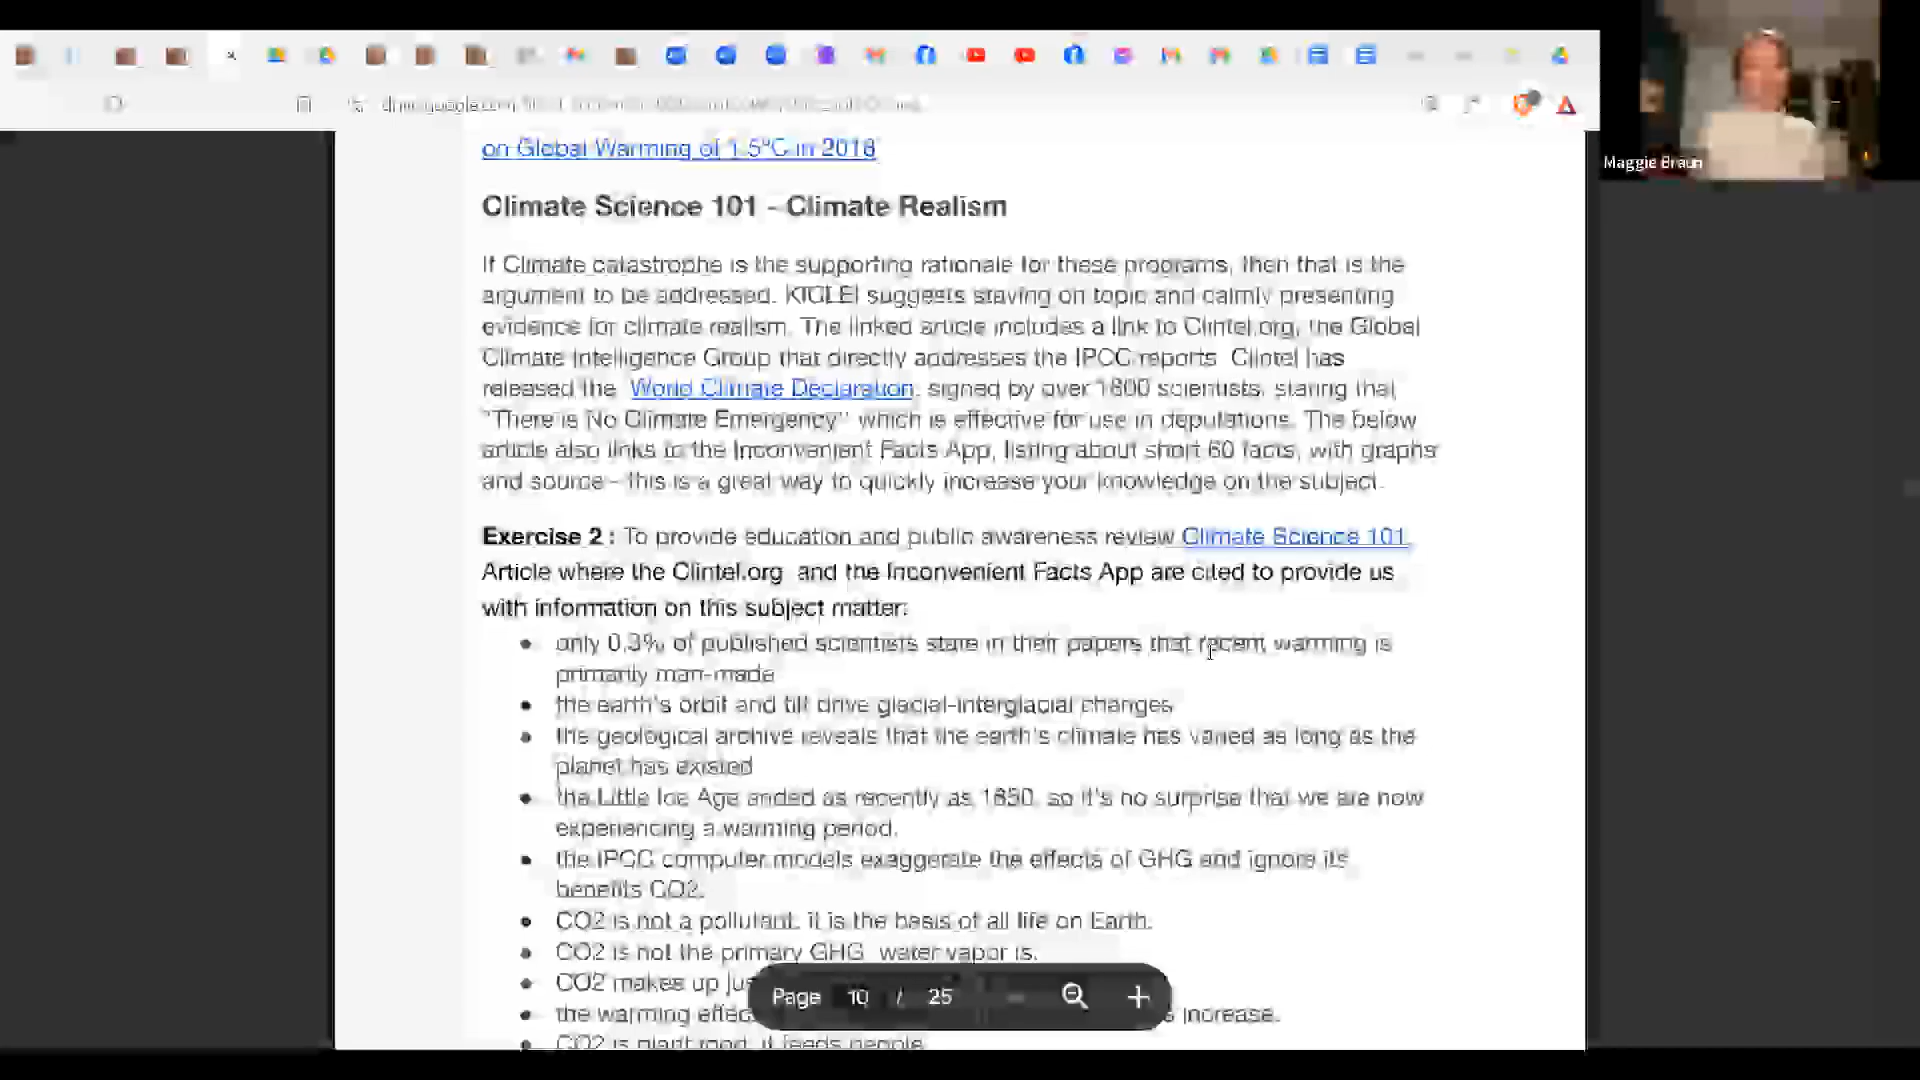 on Global Warming of 1.5°C in 2018
Maggie Braun
Climate Science 101 - Climate Realism
If Climate catastrophe is the supporting rationale for these programs, then that is the
argument to be addressed. KICLEI suggests staying on topic and calmly presenting
evidence for climate realism. The linked article includes a link to Clintel.org, the Global
Climate Intelligence Group that directly addresses the IPCC reports. Clintel has
released the World Climate Declaration, signed by over 1800 scientists, stating that
"There is No Climate Emergency" which is effective for use in deputations. The below
article also links to the Inconvenient Facts App, listing about short 60 facts, with graphs
and source - this is a great way to quickly increase your knowledge on the subject.
Exercise 2 : To provide education and public awareness review Climate Science 101
Article where the Clintel.org and the Inconvenient Facts App are cited to provide us
with information on this subject matter:
• only 0.3% of published scientists state in their papers that recent warming is
primarily man-made
• the earth's orbit and tilt drive glacial-interglacial changes
• the geological archive reveals that the earth's climate has varied as long as the
planet has existed
• the Little Ice Age ended as recently as 1850, so it's no surprise that we are now
experiencing a warming period.
• the IPCC computer models exaggerate the effects of GHG and ignore its
benefits CO2.
• CO2 is not a pollutant. it is the basis of all life on Earth.
• CO2 is not the primary GHG water vapor is.
• CO2 makes up jus
Page 10 / 25
• the warming effec increase.
• CO2 is plant food, it feeds people